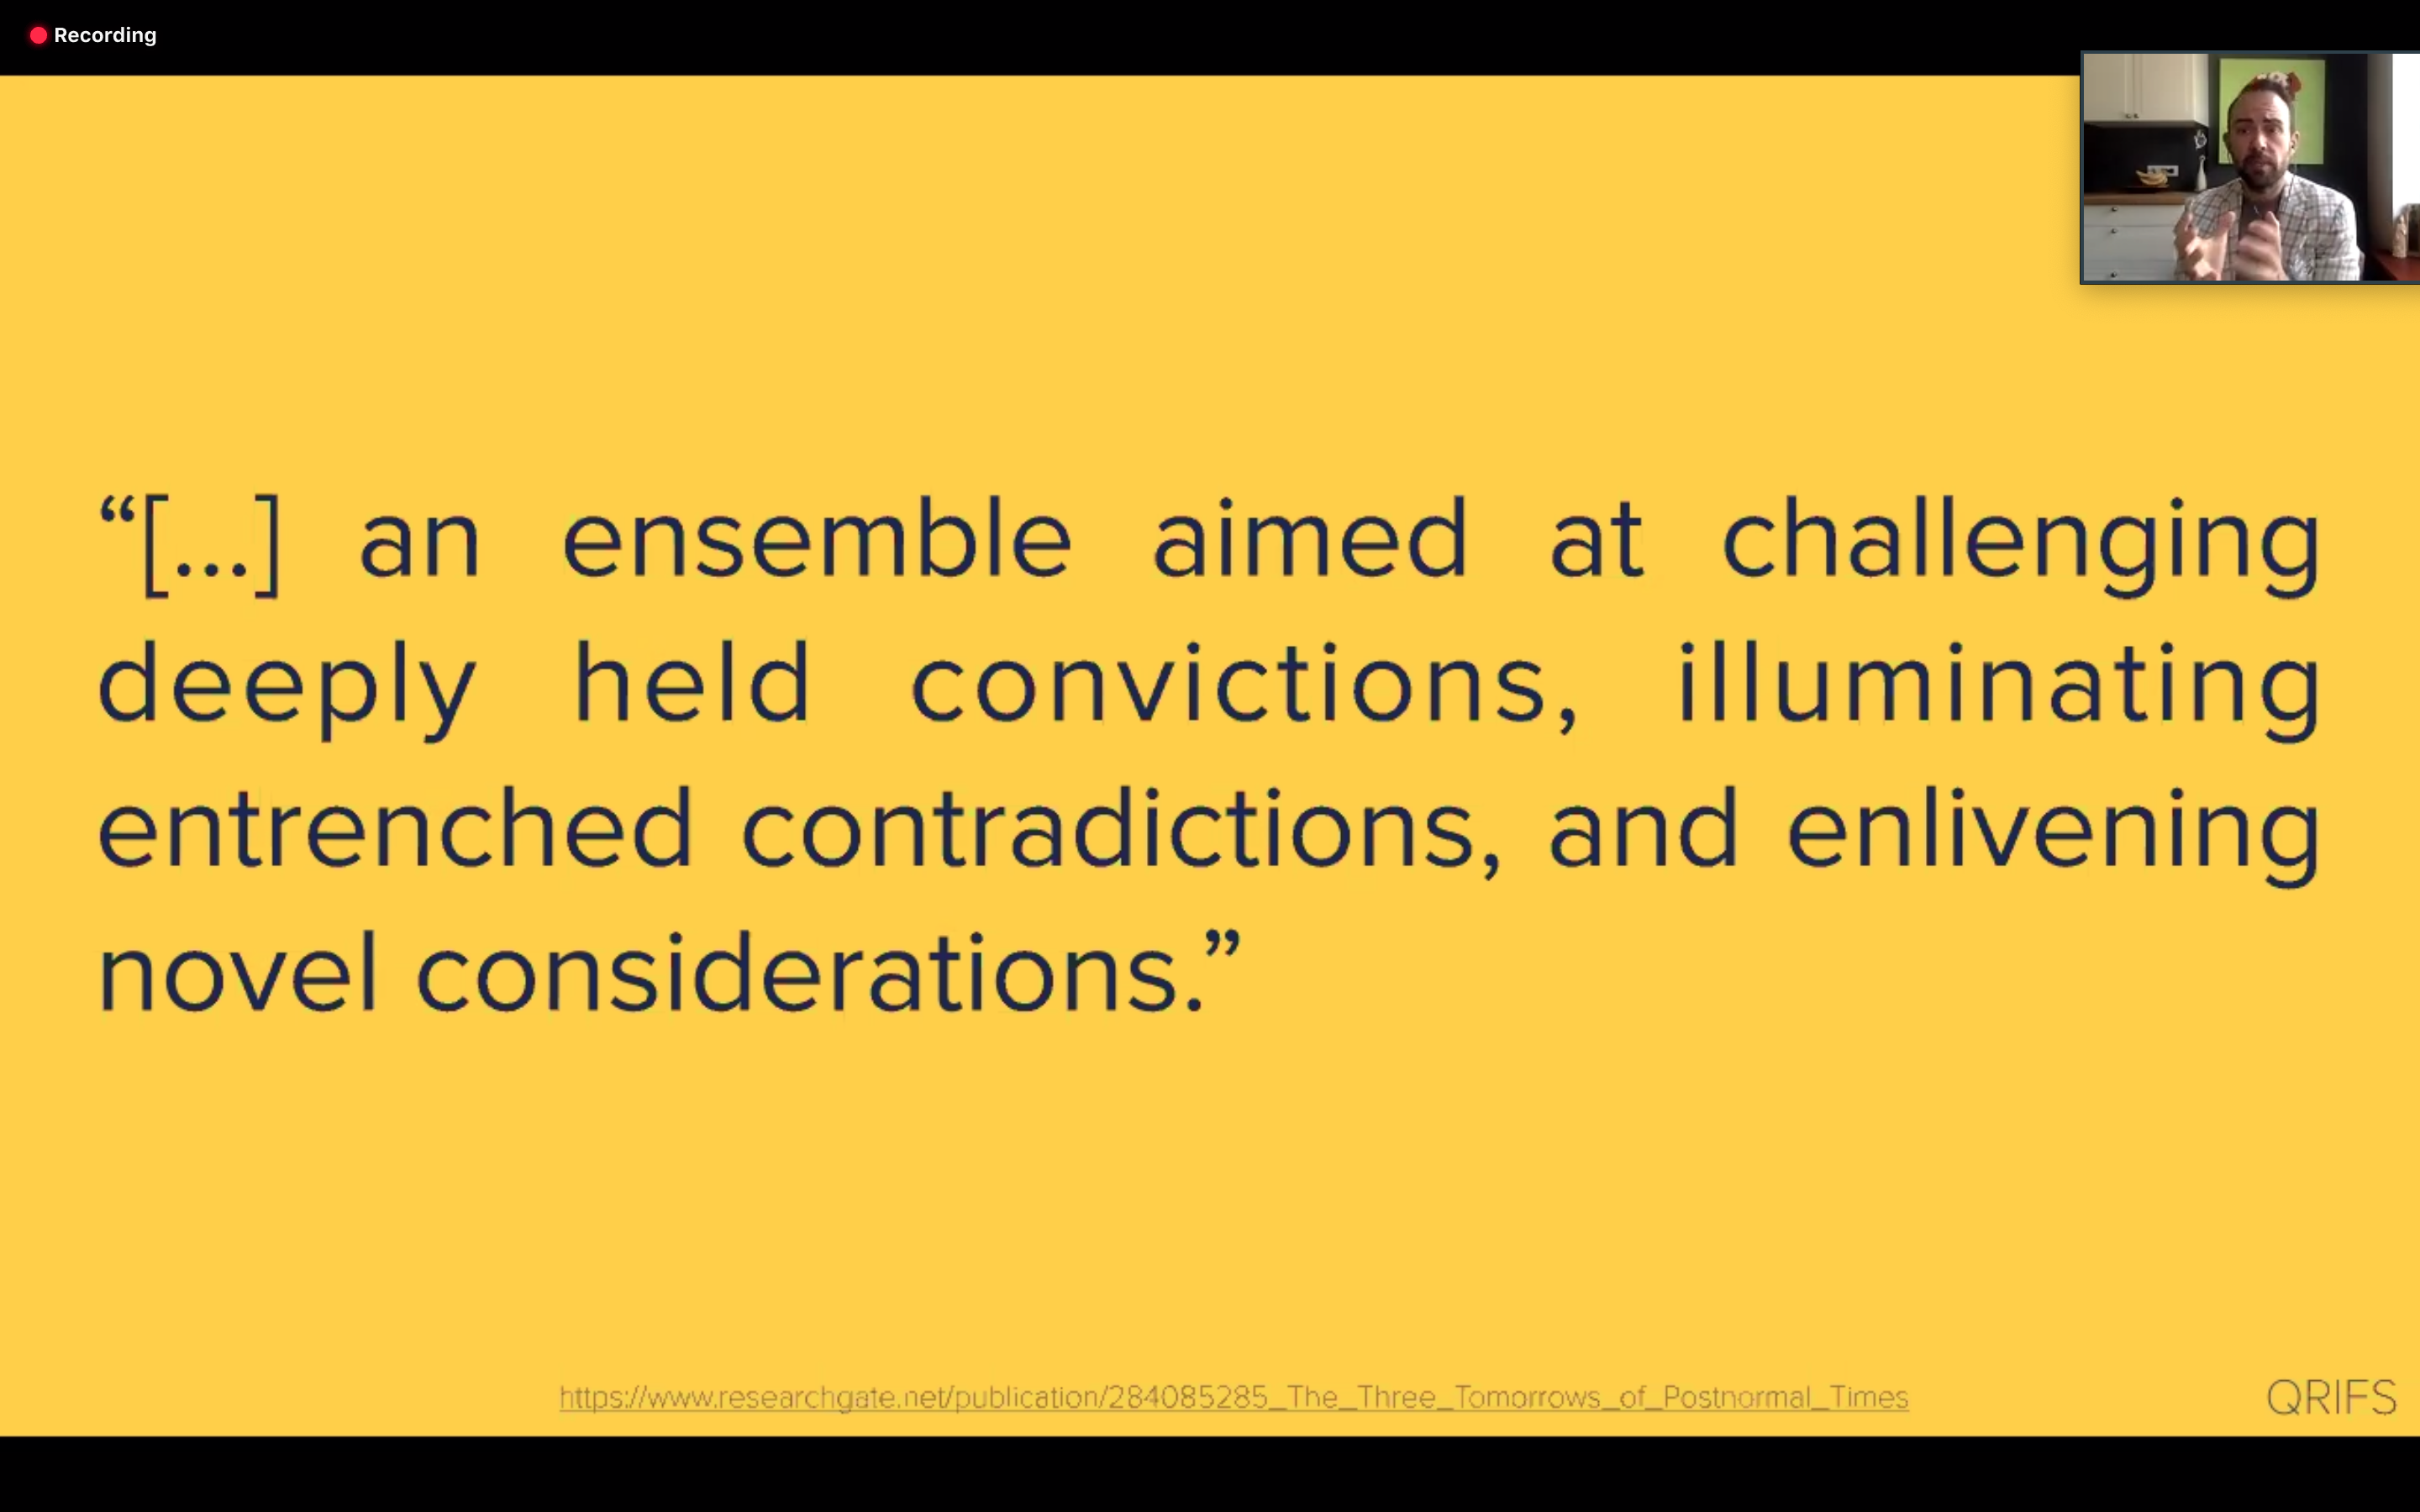 Recording
“[...] an ensemble aimed at challenging
deeply held convictions, illuminating
entrenched contradictions, and enlivening
novel considerations.”
https://www.researchgate.net/publication/284085285_The_Three_Tomorrows_of_Postnormal_Times
QRIFS